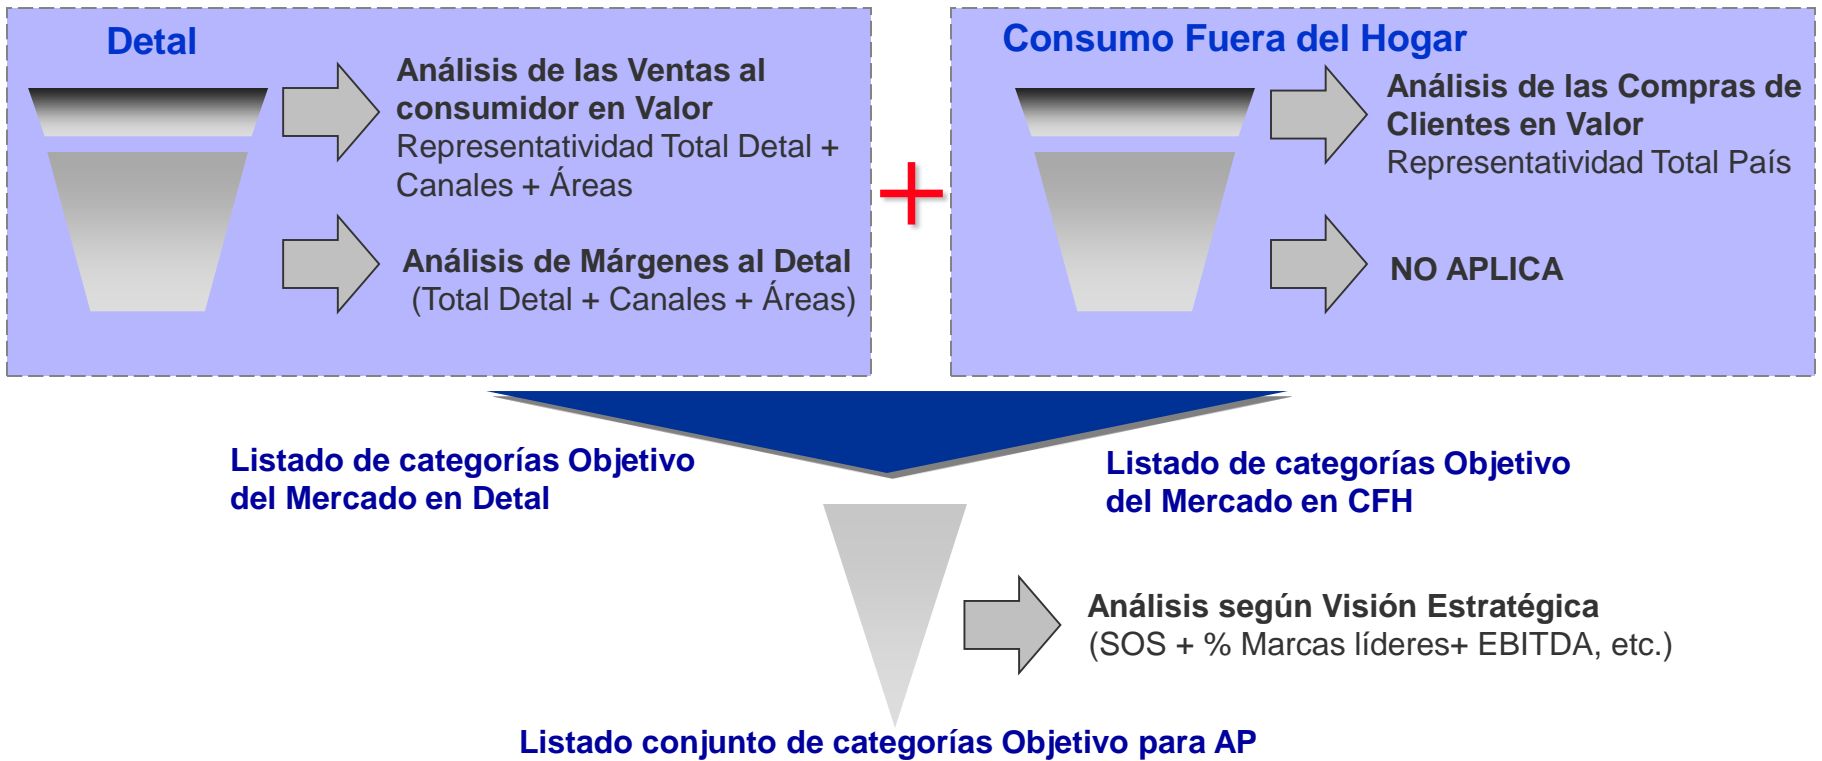 Detal
Análisis de las Ventas al
consumidor en Valor
Representatividad Total Detal +
Canales + Áreas
Análisis de Márgenes al Detal
(Total Detal + Canales + Áreas)
+
Consumo Fuera del Hogar
Análisis de las Compras de
Clientes en Valor
Representatividad Total País
NO APLICA
Listado de categorías Objetivo
del Mercado en Detal
Listado de categorías Objetivo
del Mercado en CFH
Análisis según Visión Estratégica
(SOS + % Marcas líderes+ EBITDA, etc.)
Listado conjunto de categorías Objetivo para AP